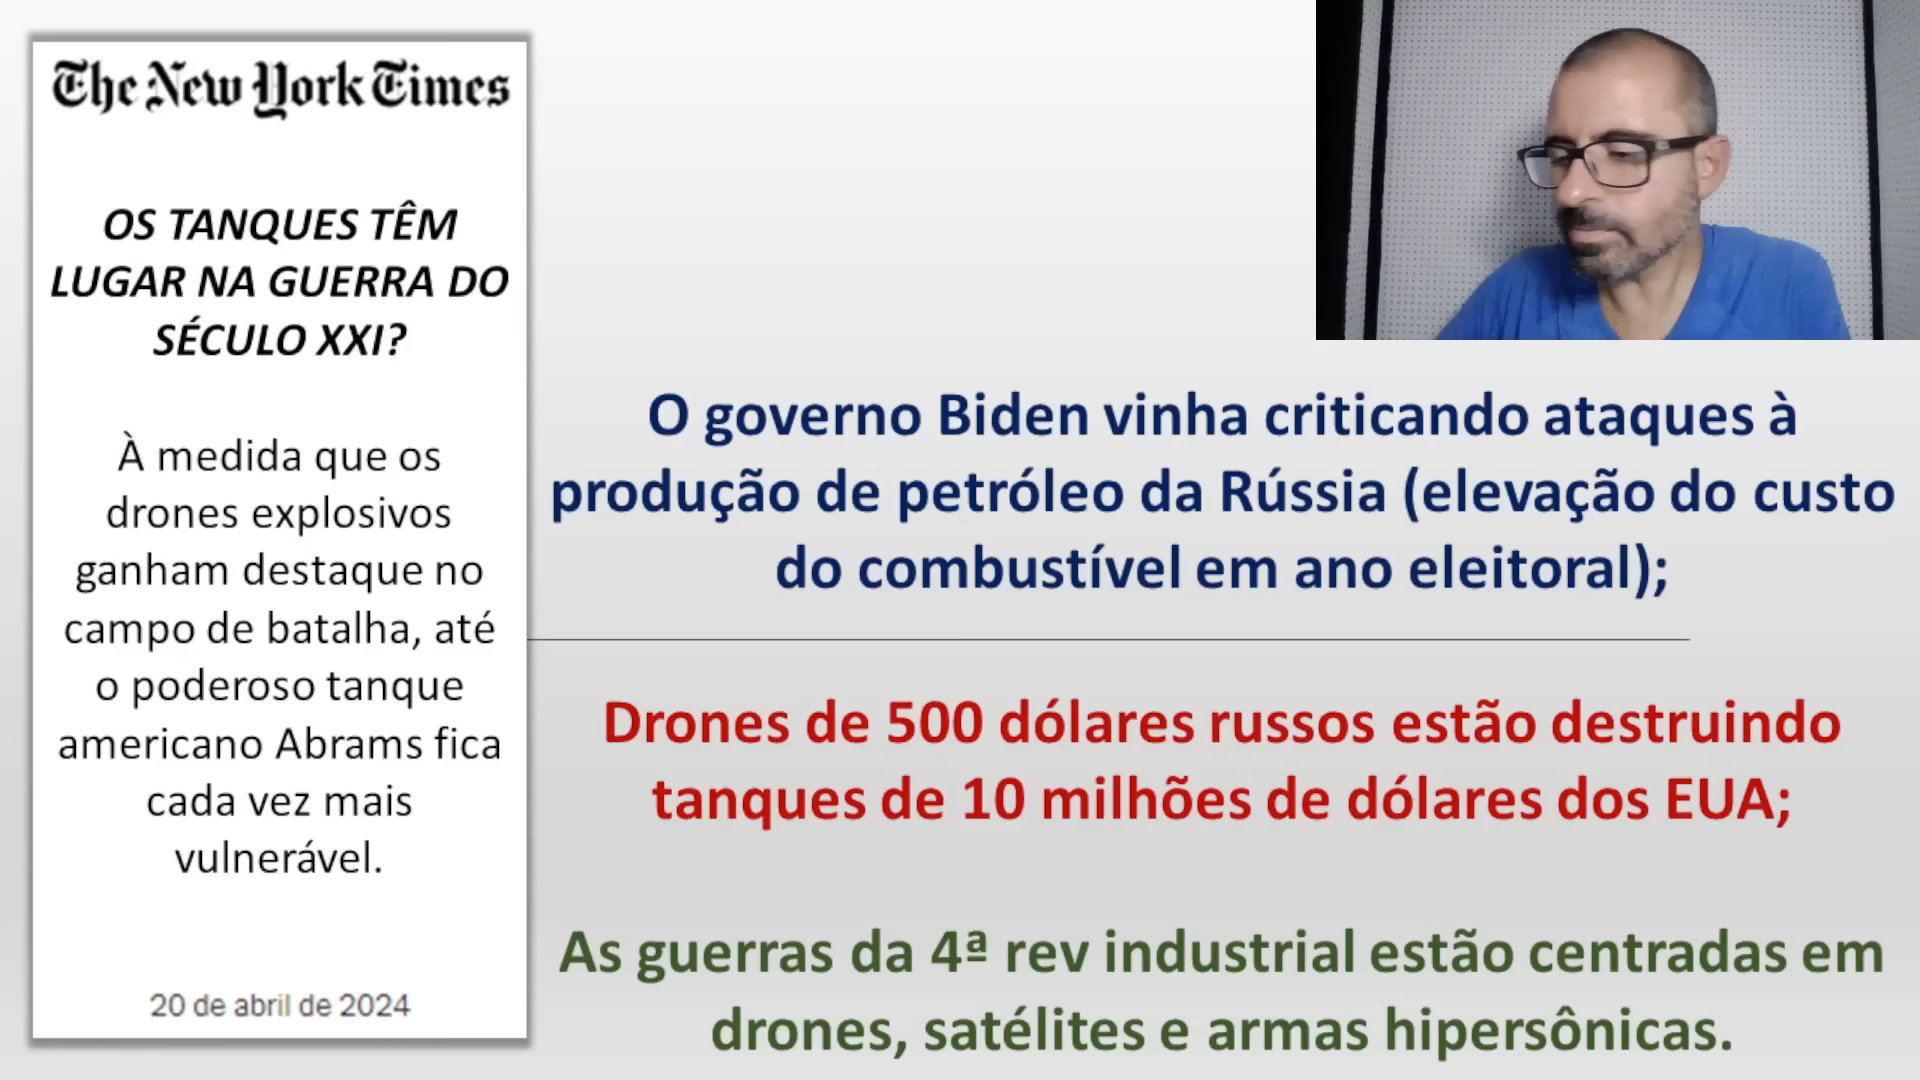 The New York Times
OS TANQUES TÊM
LUGAR NA GUERRA DO
SÉCULO XXI?
À medida que os
drones explosivos
ganham destaque no
campo de batalha, até
o poderoso tanque
americano Abrams fica
cada vez mais
vulnerável.
20 de abril de 2024
O governo Biden vinha criticando ataques à
produção de petróleo da Rússia (elevação do custo
do combustível em ano eleitoral);
Drones de 500 dólares russos estão destruindo
tanques de 10 milhões de dólares dos EUA;
As guerras da 4ª rev industrial estão centradas em
drones, satélites e armas hipersônicas.